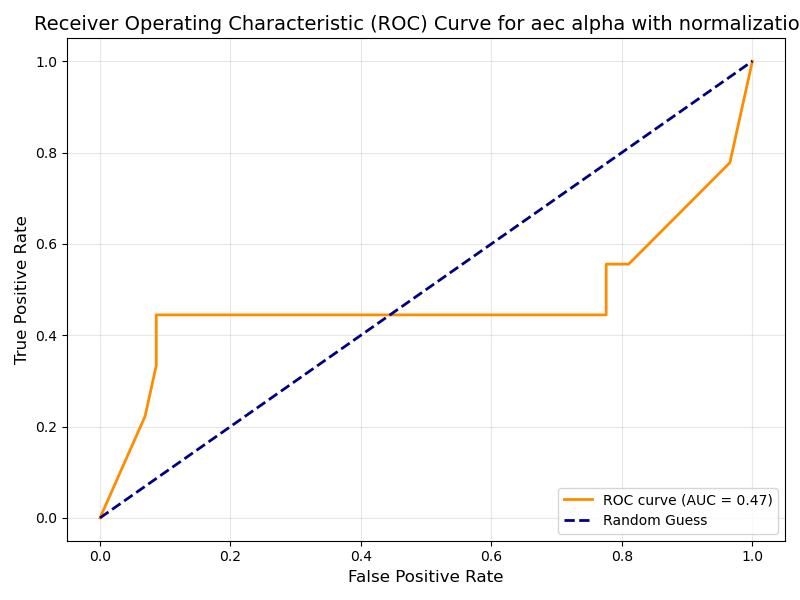 Receiver Operating Characteristic (ROC) Curve for aec alpha with normalizatio
1.0
0.8
0.6
0.4
0.2
0.0
True Positive Rate
0.0 0.2 0.4 0.6 0.8 1.0
False Positive Rate
ROC curve (AUC = 0.47)
Random Guess